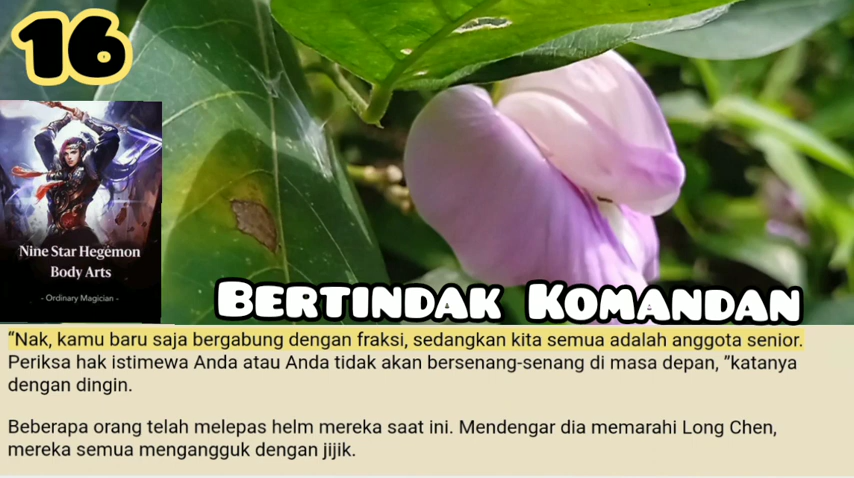 16
Nine Star Hegemon
Body Arts
- Ordinary Magician -
BERTINDAK KOMANDAN
“Nak, kamu baru saja bergabung dengan fraksi, sedangkan kita semua adalah anggota senior.
Periksa hak istimewa Anda atau Anda tidak akan bersenang-senang di masa depan, ”katanya
dengan dingin.
Beberapa orang telah melepas helm mereka saat ini. Mendengar dia memarahi Long Chen,
mereka semua mengangguk dengan jijik.